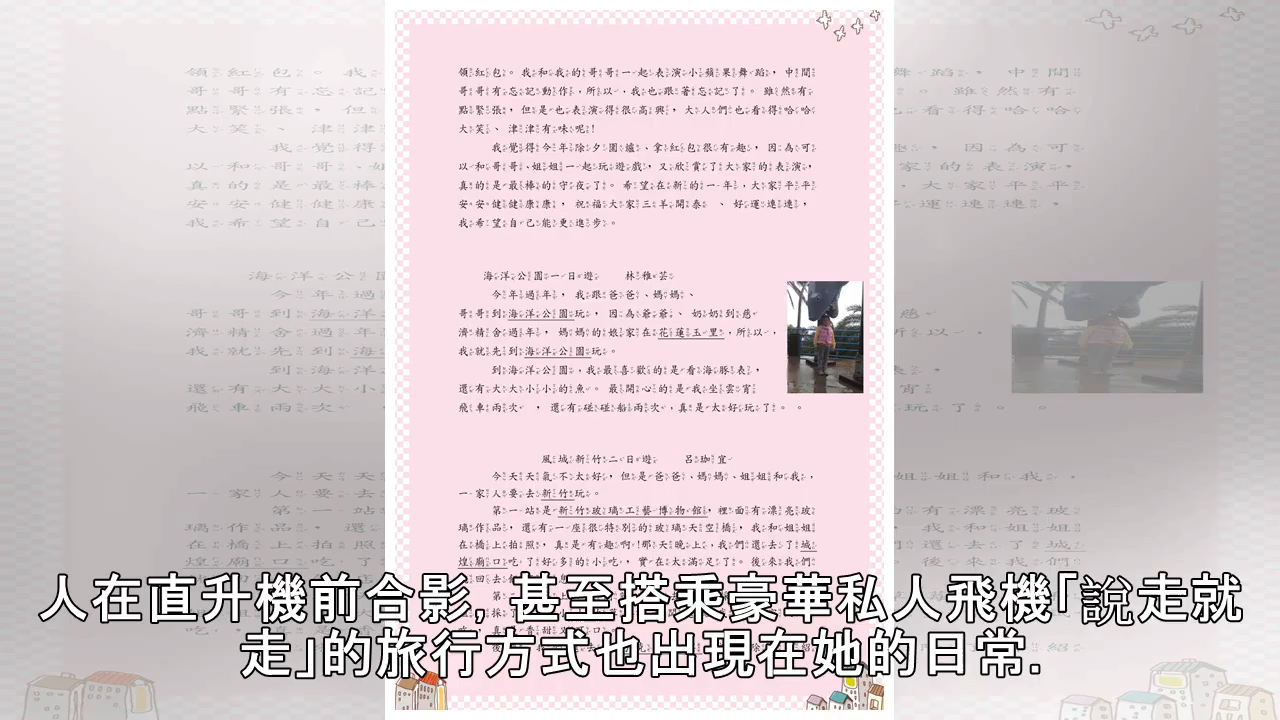 領紅包。我和我的哥哥一起表演小蘋果舞蹈，中間
哥哥有忘記動作，所以，我也跟著忘記了。雖然有
點緊張，但是也表演得很高興，大人們也看得哈哈
大笑、津津有味呢!
我覺得今年除夕圍爐、拿紅包很有趣，因為可
以和哥哥、姐姐一起玩遊戲，又欣賞了大家的表演，
真的是最棒的守夜了。希望在新的一年，大家平平
安安健健康康，祝福大家三羊開泰、好運連連，
我希望自己能更進步。
海洋公園一日遊 林雅芸
今年過年，我跟爸爸、媽媽、
哥哥到海洋公園玩，因為爺爺、奶奶到慈
濟精舍過年，媽媽的娘家在花蓮玉里，所以，
我就先到海洋公園玩。
到海洋公園，我最喜歡的是看海豚表，
還有大大小小的魚。最開心的是我坐雲宵
飛車兩次，還有碰碰船兩次，真是太好玩了。。
風城新竹二日遊 呂珈宜
今天天氣不太好，但是爸爸、媽媽、姐姐和我，
一家人要去新竹玩。
第一站是新竹玻璃工藝博物館，裡面有漂亮玻
璃作品，還有一座很特別的玻璃天空橋，我和姐姐
在橋上拍照，真是有趣啊!那天晚上，我們還去了城
煌廟口吃了好多的小吃，實在太滿足了。後來我們
人在直升機前合影,甚至搭乘豪華私人飛機「說走就
走」的旅行方式也出現在她的日常.